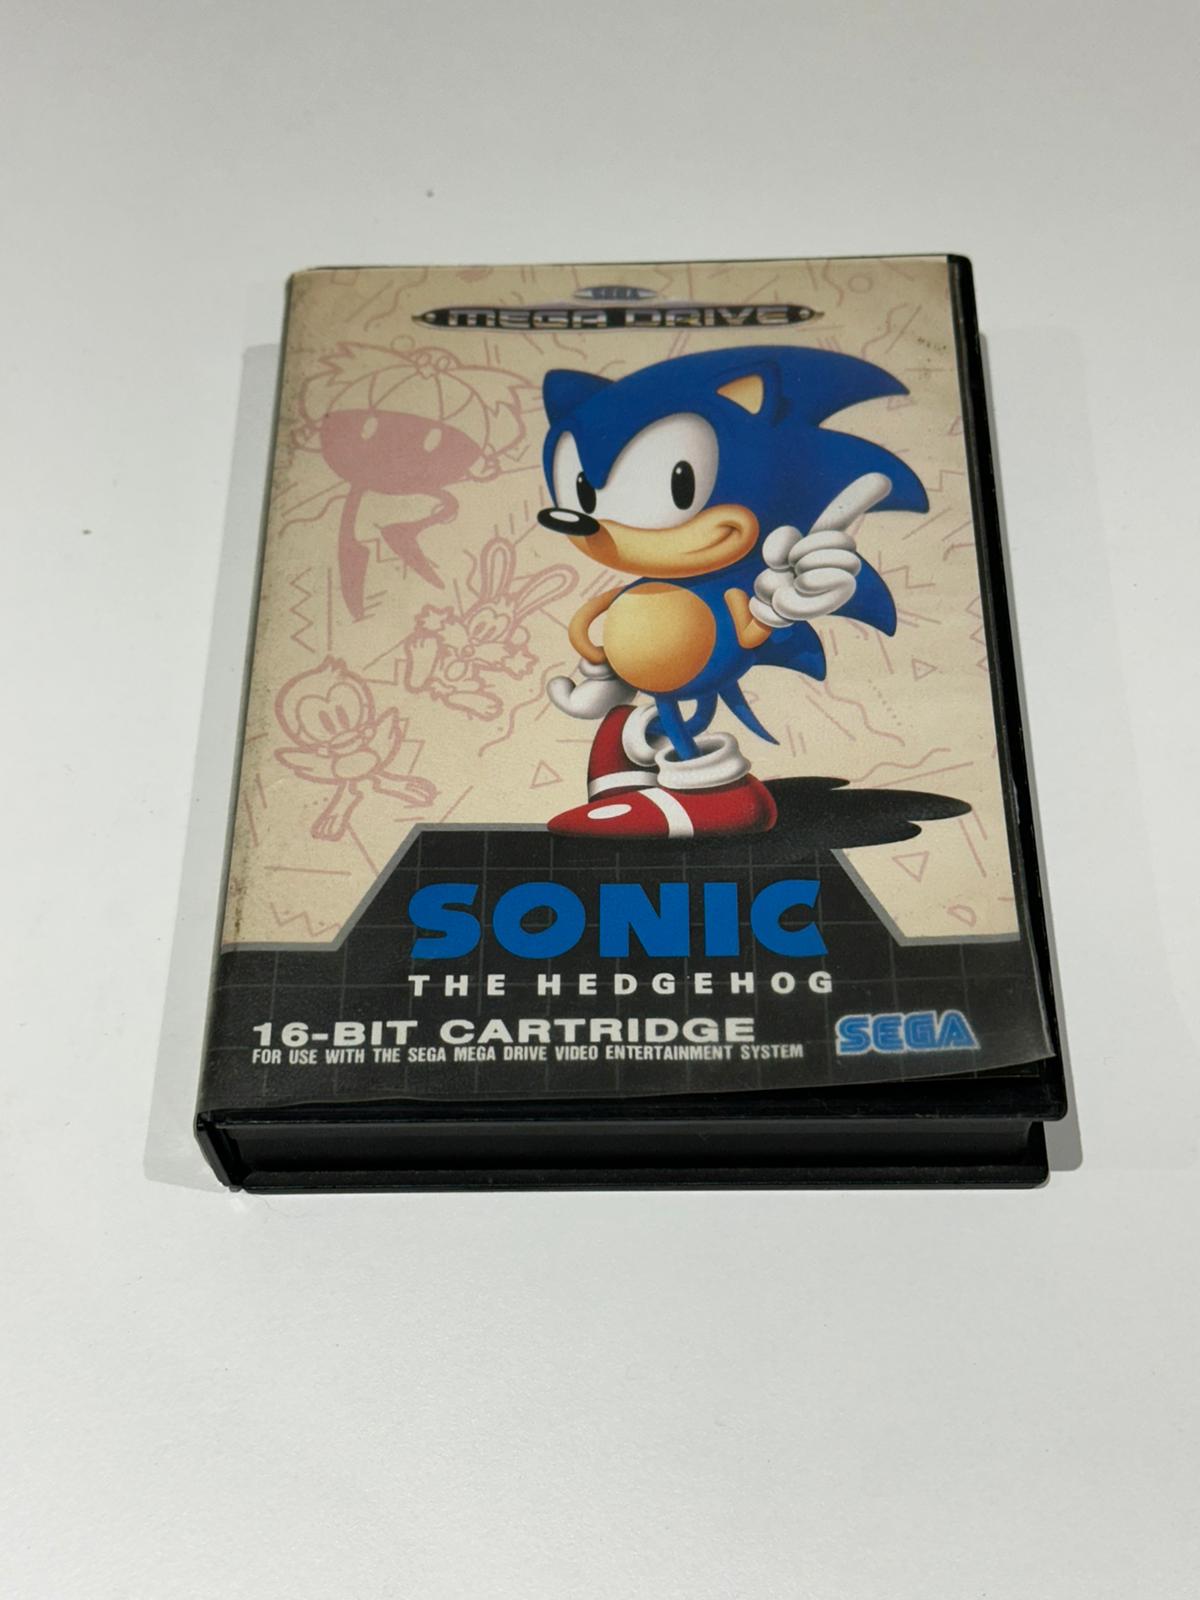 SEGA
MEGA DRIVE
SONIC
THE HEDGEHOG
16-BIT CARTRIDGE
FOR USE WITH THE SEGA MEGA DRIVE VIDEO ENTERTAINMENT SYSTEM
SEGA